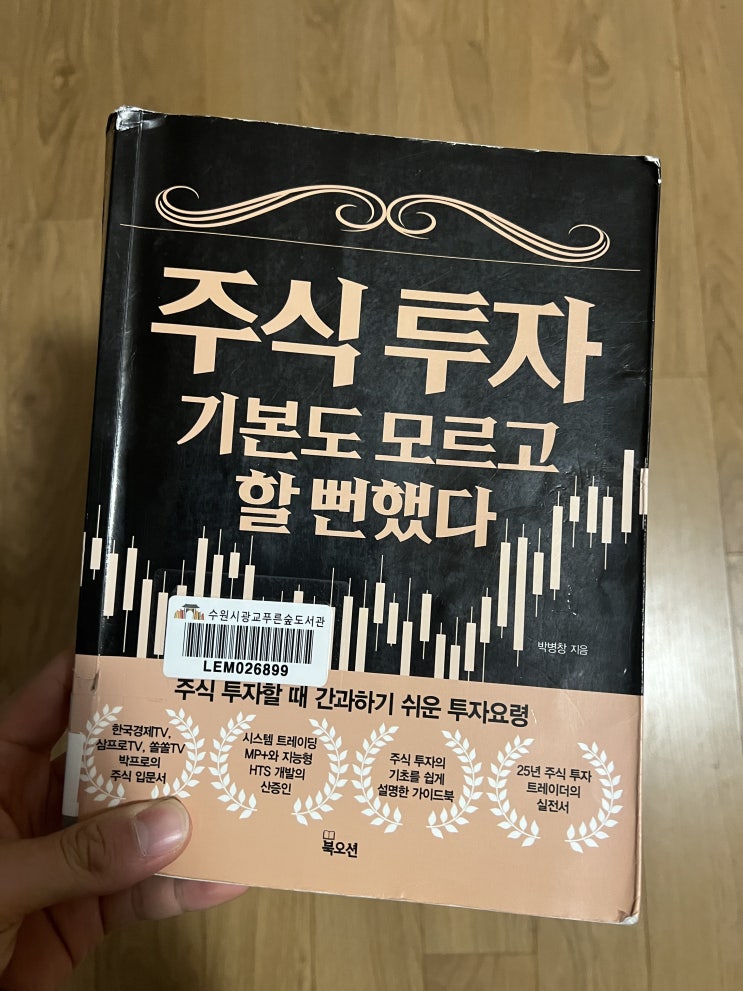 주식 투자
기본도 모르고
할 뻔했다
박병창 지음
수원시광교푸른숲도서관
LEM026899
주식 투자할 때 간과하기 쉬운 투자요령
한국경제TV,
삼프로TV, 쏠쏠TV
박프로의
주식 입문서
시스템 트레이딩
MP+와 지능형
HTS 개발의
산증인
주식 투자의
기초를 쉽게
설명한 가이드북
25년 주식 투자
트레이더의
실전서
북오션